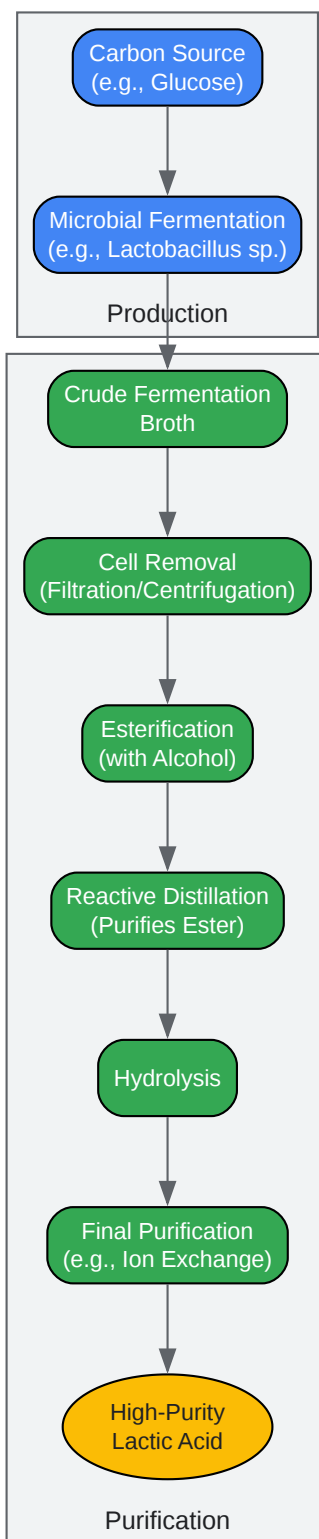 Carbon Source
(e.g., Glucose)
Microbial Fermentation
(e.g., Lactobacillus sp.)
Production
Crude Fermentation
Broth
Cell Removal
(Filtration/Centrifugation)
Esterification
(with Alcohol)
Reactive Distillation
(Purifies Ester)
Hydrolysis
Final Purification
(e.g., Ion Exchange)
High-Purity
Lactic Acid
Purification